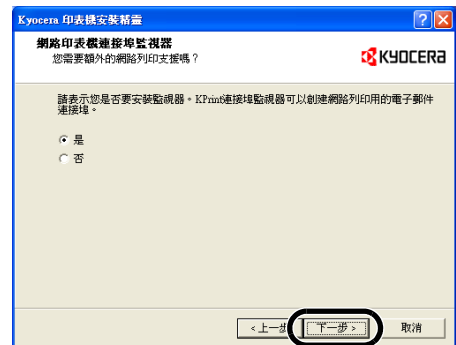 Kyocera 印表機安裝精靈
網路印表機連接埠監視器
您需要額外的網路列印支援嗎？
KYOCERA
請表示您是否要安裝監視器。KPrint連接埠監視器可以創建網路列印用的電子郵件
連接埠。
是
否
<上一步
下一步 >
取消